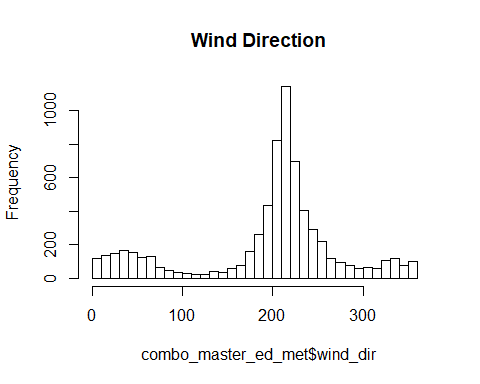 Wind Direction
Frequency
1000
600
200
0
0 100 200 300
combo_master_ed_met$wind_dir